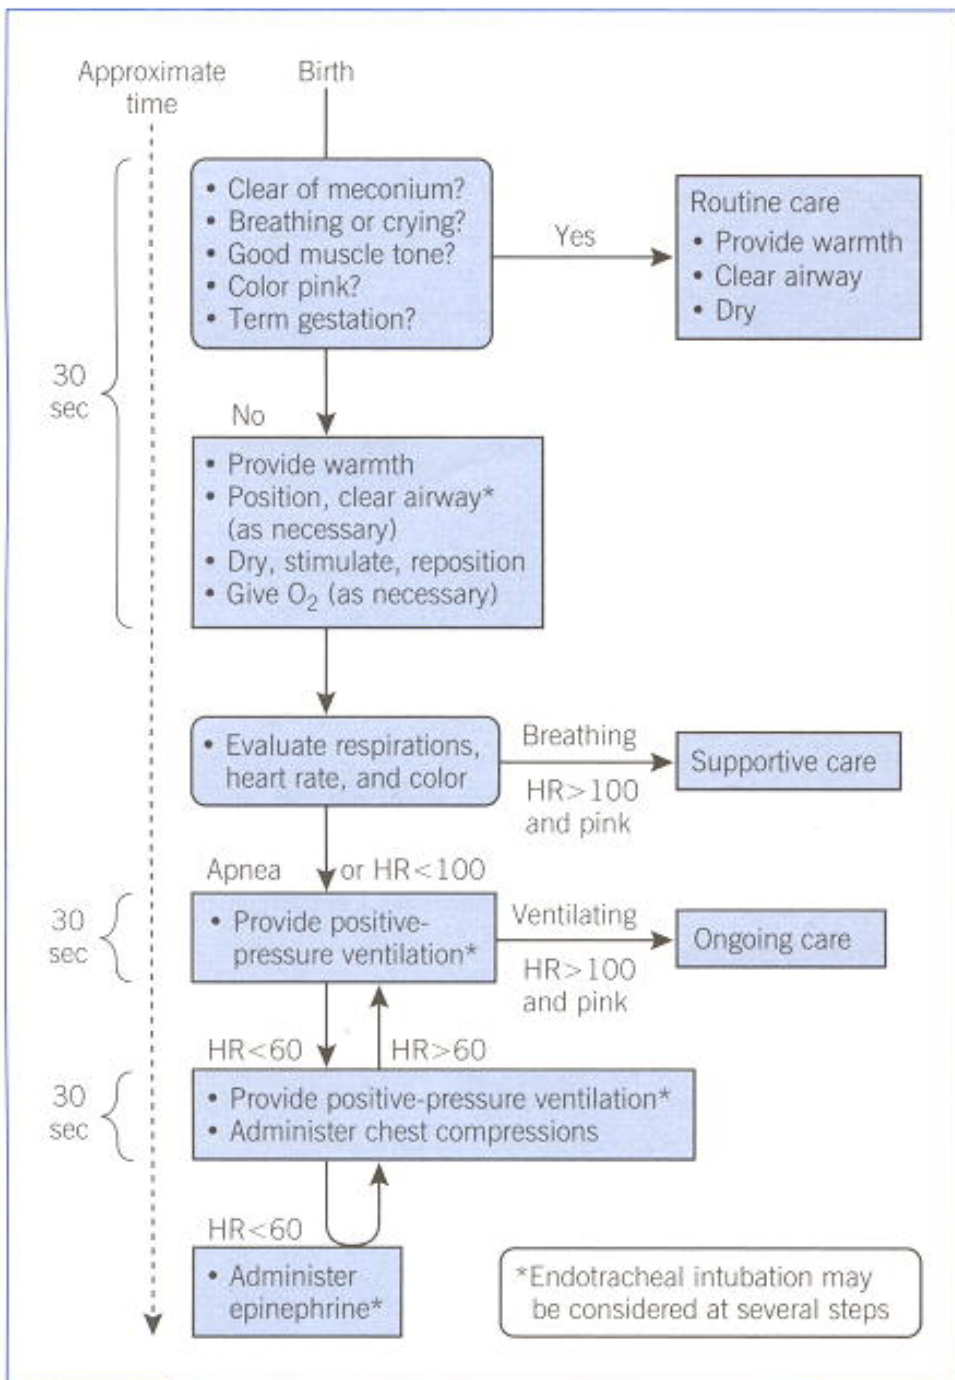 Approximate
time
Birth
• Clear of meconium?
• Breathing or crying?
• Good muscle tone?
• Color pink?
• Term gestation?
Yes
Routine care
• Provide warmth
• Clear airway
• Dry
30
sec
No
• Provide warmth
• Position, clear airway*
(as necessary)
• Dry, stimulate, reposition
• Give O₂ (as necessary)
• Evaluate respirations,
heart rate, and color
Breathing
HR>100
and pink
Supportive care
Apnea or HR<100
30
sec
• Provide positive-
pressure ventilation*
Ventilating
HR>100
and pink
Ongoing care
HR<60 HR>60
30
sec
• Provide positive-pressure ventilation*
• Administer chest compressions
HR<60
• Administer
epinephrine*
*Endotracheal intubation may
be considered at several steps